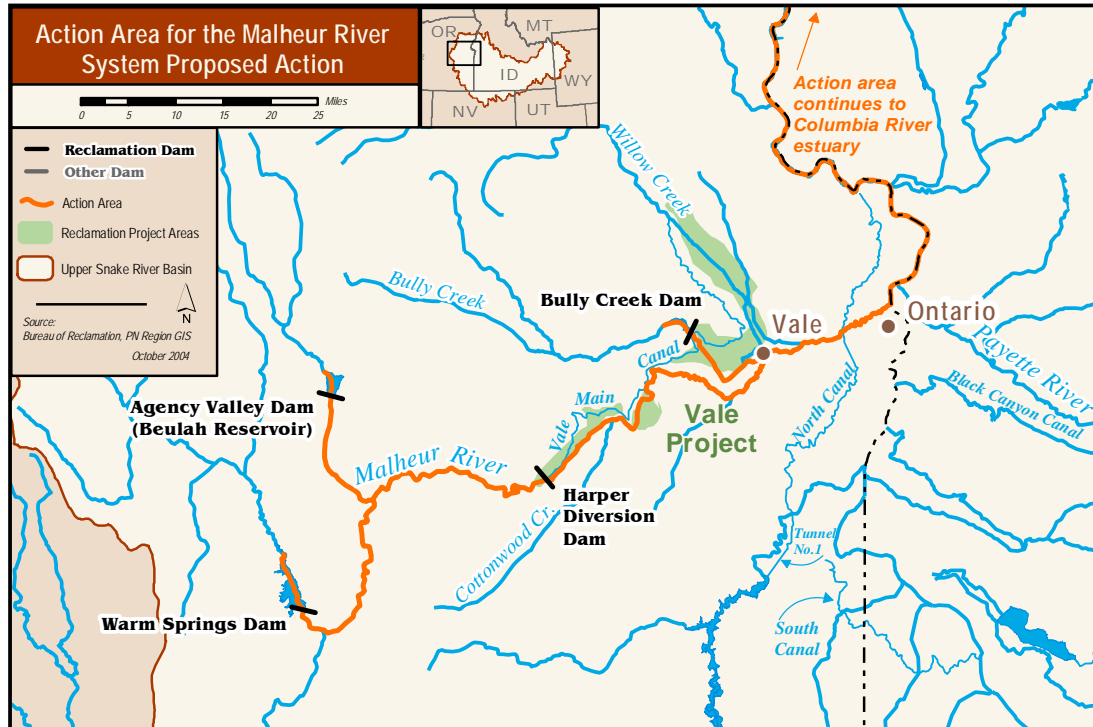 Action Area for the Malheur River
System Proposed Action
Miles
0 5 10 15 20 25
OR
MT
ID
WY
NV
UT
Reclamation Dam
Other Dam
Action Area
Reclamation Project Areas
Upper Snake River Basin
N
Source:
Bureau of Reclamation, PN Region GIS
October 2004
Action area
continues to
Columbia River
estuary
Willow Creek
Bully Creek
Bully Creek Dam
Vale
Ontario
Payette River
Black Canyon Canal
North Canal
Vale Main Canal
Vale
Project
Agency Valley Dam
(Beulah Reservoir)
Malheur River
Harper
Diversion
Dam
Cottonwood Cr.
Tunnel
No.1
South
Canal
Warm Springs Dam